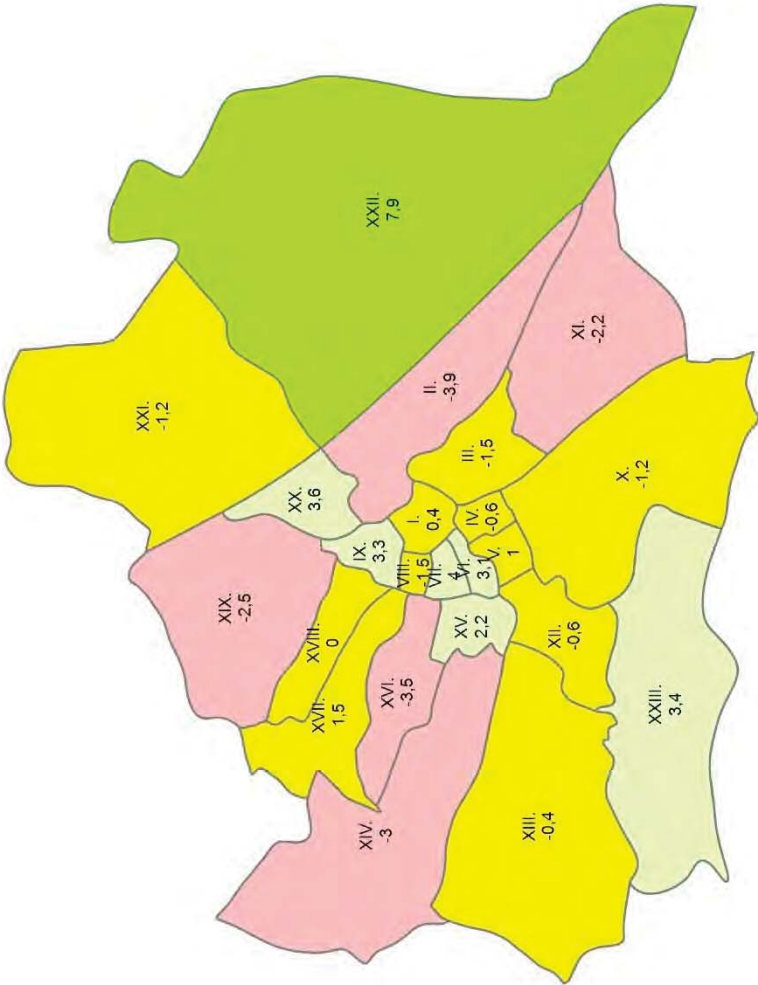 XXI.
-1,2
XXII.
7,9
XX.
3,6
II.
-3,9
XIX.
-2,5
IX.
3,3
I.
0,4
III.
-1,5
XI.
-2,2
XVIII.
0
VIII.
-1,5
VII.
4
VI.
3,1
IV.
-0,6
V.
1
X.
-1,2
XVII.
1,5
XVI.
-3,5
XV.
2,2
XII.
-0,6
XIV.
-3
XIII.
-0,4
XXIII.
3,4